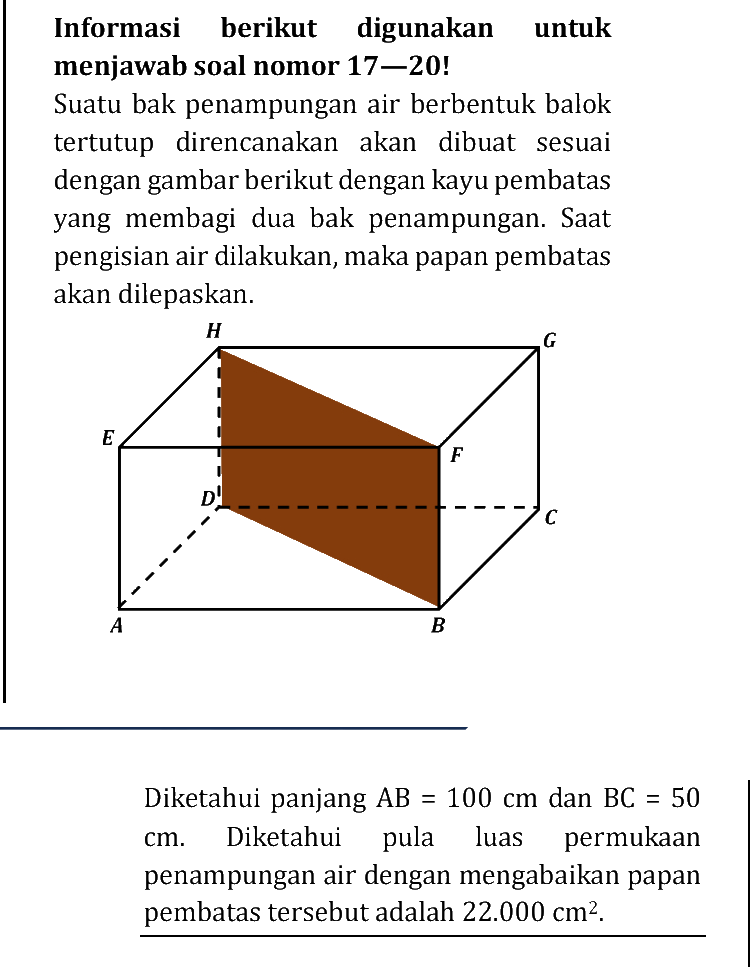 Informasi berikut digunakan untuk
menjawab soal nomor 17—20!
Suatu bak penampungan air berbentuk balok
tertutup direncanakan akan dibuat sesuai
dengan gambar berikut dengan kayu pembatas
yang membagi dua bak penampungan. Saat
pengisian air dilakukan, maka papan pembatas
akan dilepaskan.
H
G
E
F
D
C
A
B
Diketahui panjang AB = 100 cm dan BC = 50
cm. Diketahui pula luas permukaan
penampungan air dengan mengabaikan papan
pembatas tersebut adalah 22.000 cm².